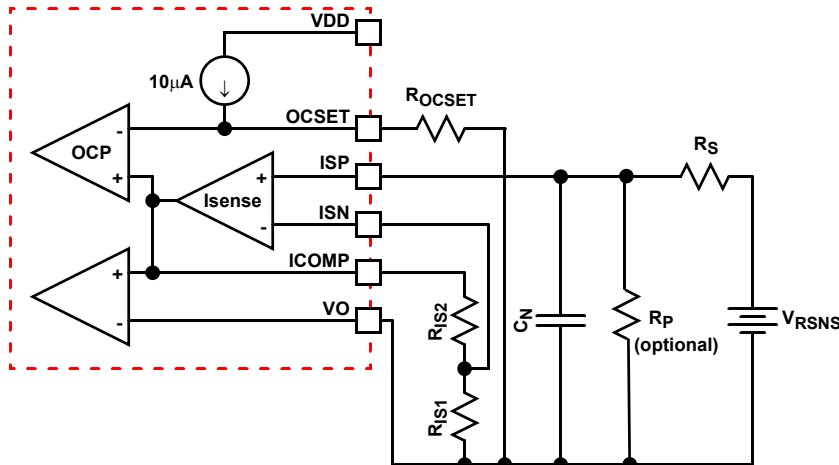 VDD
10μA
↓
OCSET
ROCSET
-
OCP
+
ISP
RS
+
Isense
-
ISN
ICOMP
+
-
VO
RIS2
RIS1
CN
RP
(optional)
VRSNS